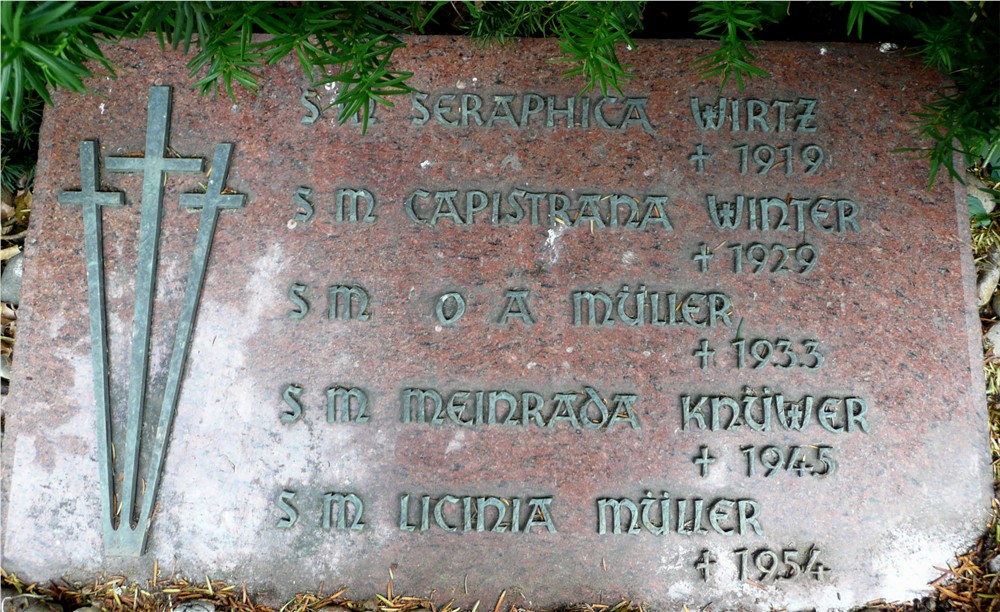 S M SERAPHICA WIRTZ
† 1919
S M CAPISTRANA WINTER
† 1929
S M O A MÜLLER
† 1933
S M MEINRADA KNÜWER
† 1945
S M LICINIA MÜLLER
† 1954